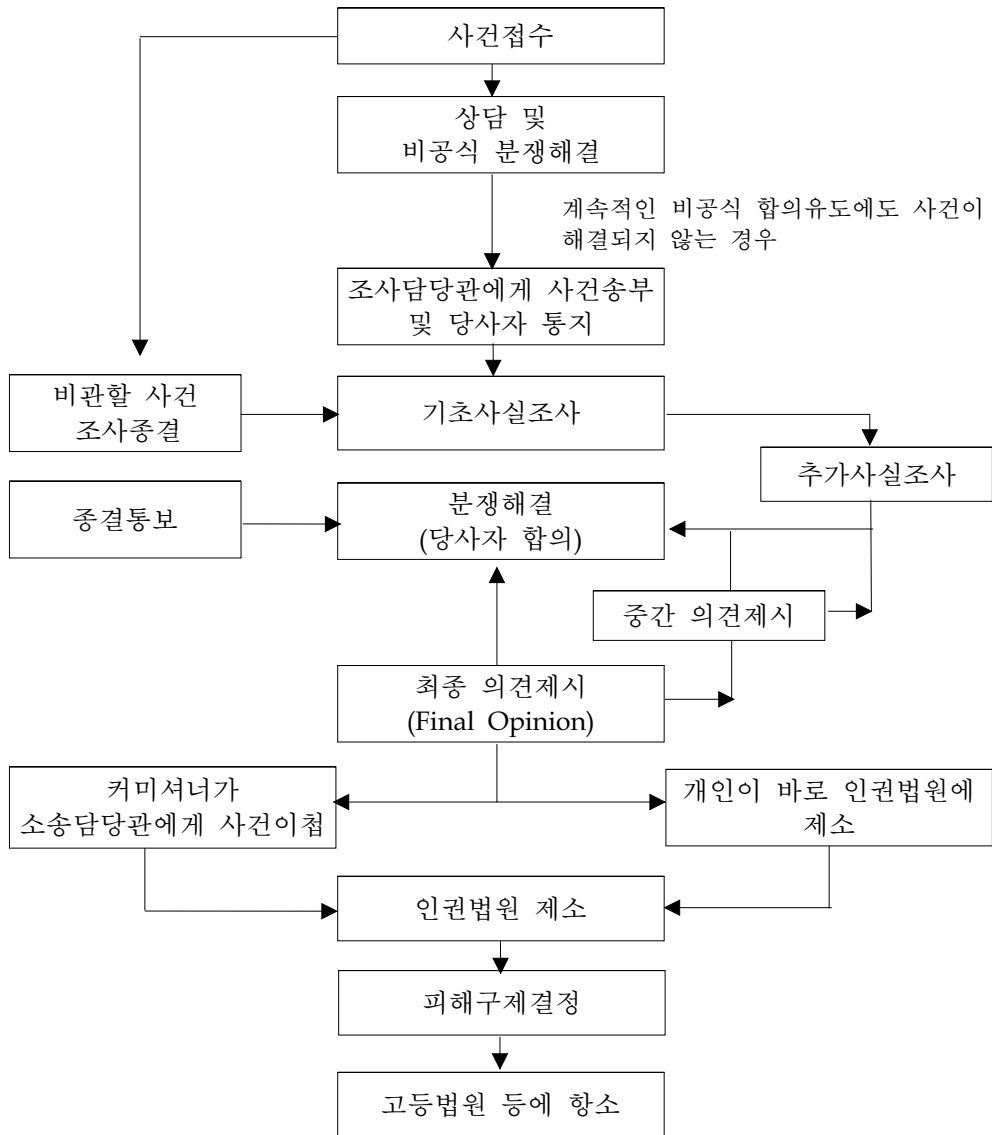 사건접수
상담 및
비공식 분쟁해결
계속적인 비공식 합의유도에도 사건이
해결되지 않는 경우
조사담당관에게 사건송부
및 당사자 통지
비관할 사건
조사종결
기초사실조사
추가사실조사
종결통보
분쟁해결
(당사자 합의)
중간 의견제시
최종 의견제시
(Final Opinion)
커미셔너가
소송담당관에게 사건이첩
개인이 바로 인권법원에
제소
인권법원 제소
피해구제결정
고등법원 등에 항소